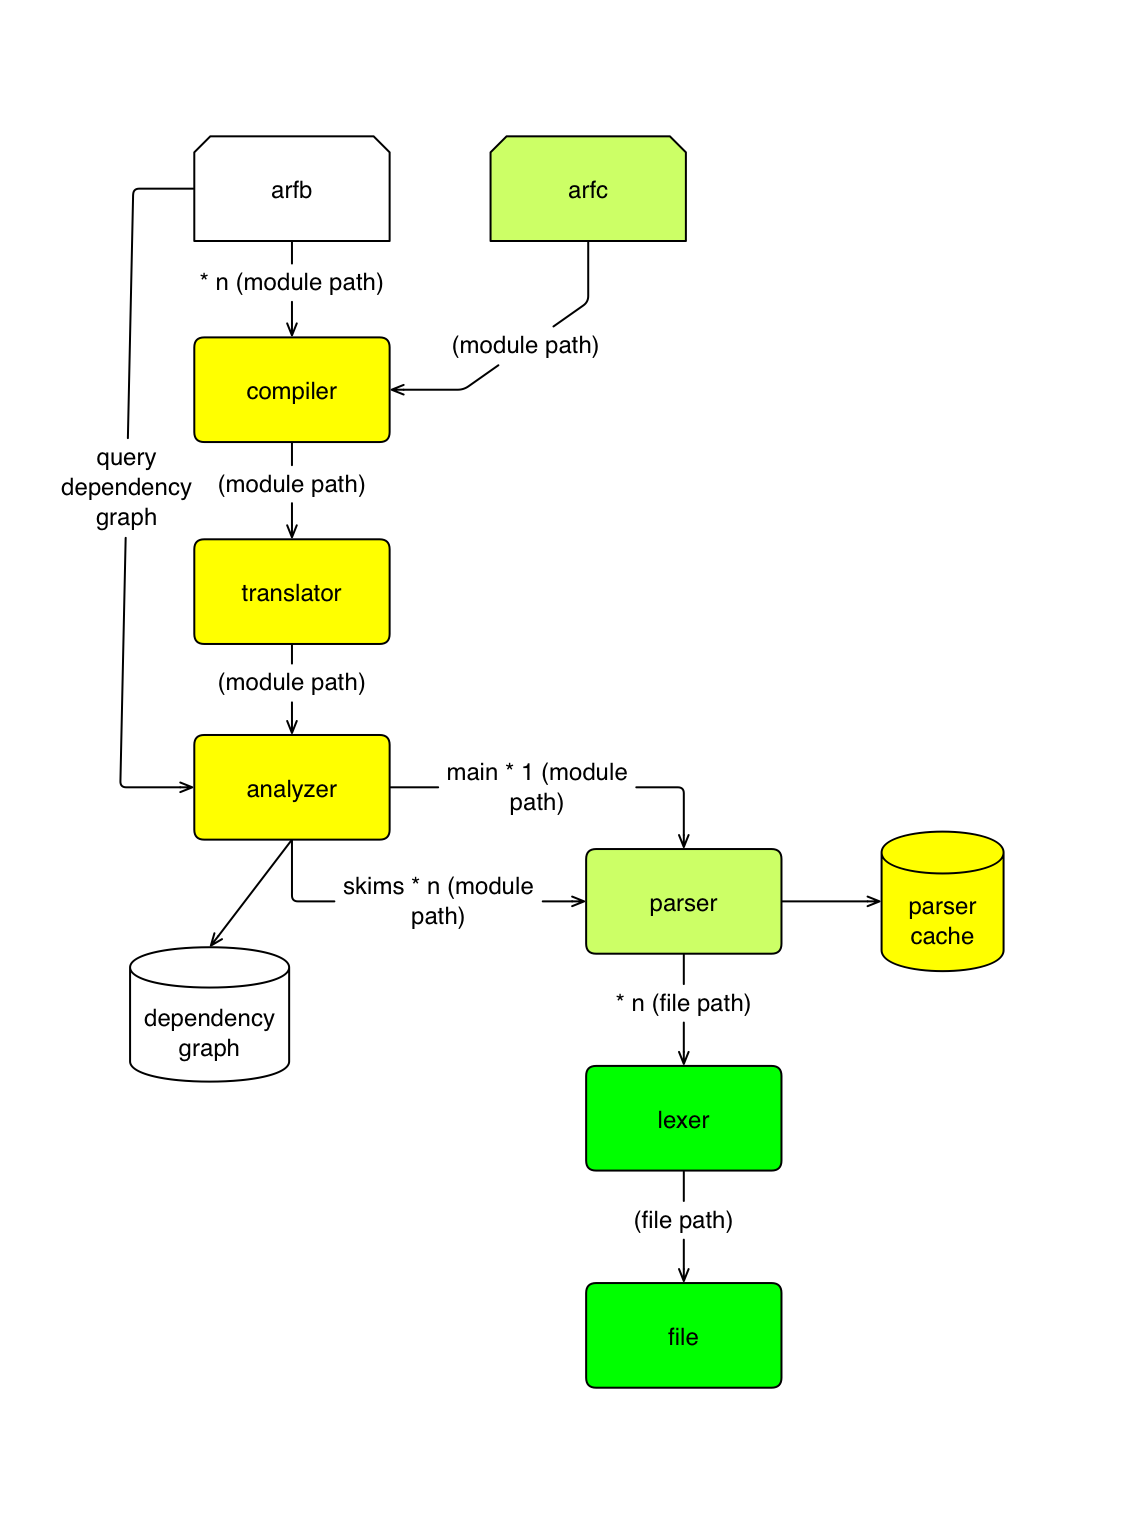 arfb
arfc
* n (module path)
(module path)
compiler
query
dependency
graph
(module path)
translator
(module path)
analyzer
main * 1 (module
path)
skims * n (module
path)
parser
parser
cache
* n (file path)
dependency
graph
lexer
(file path)
file